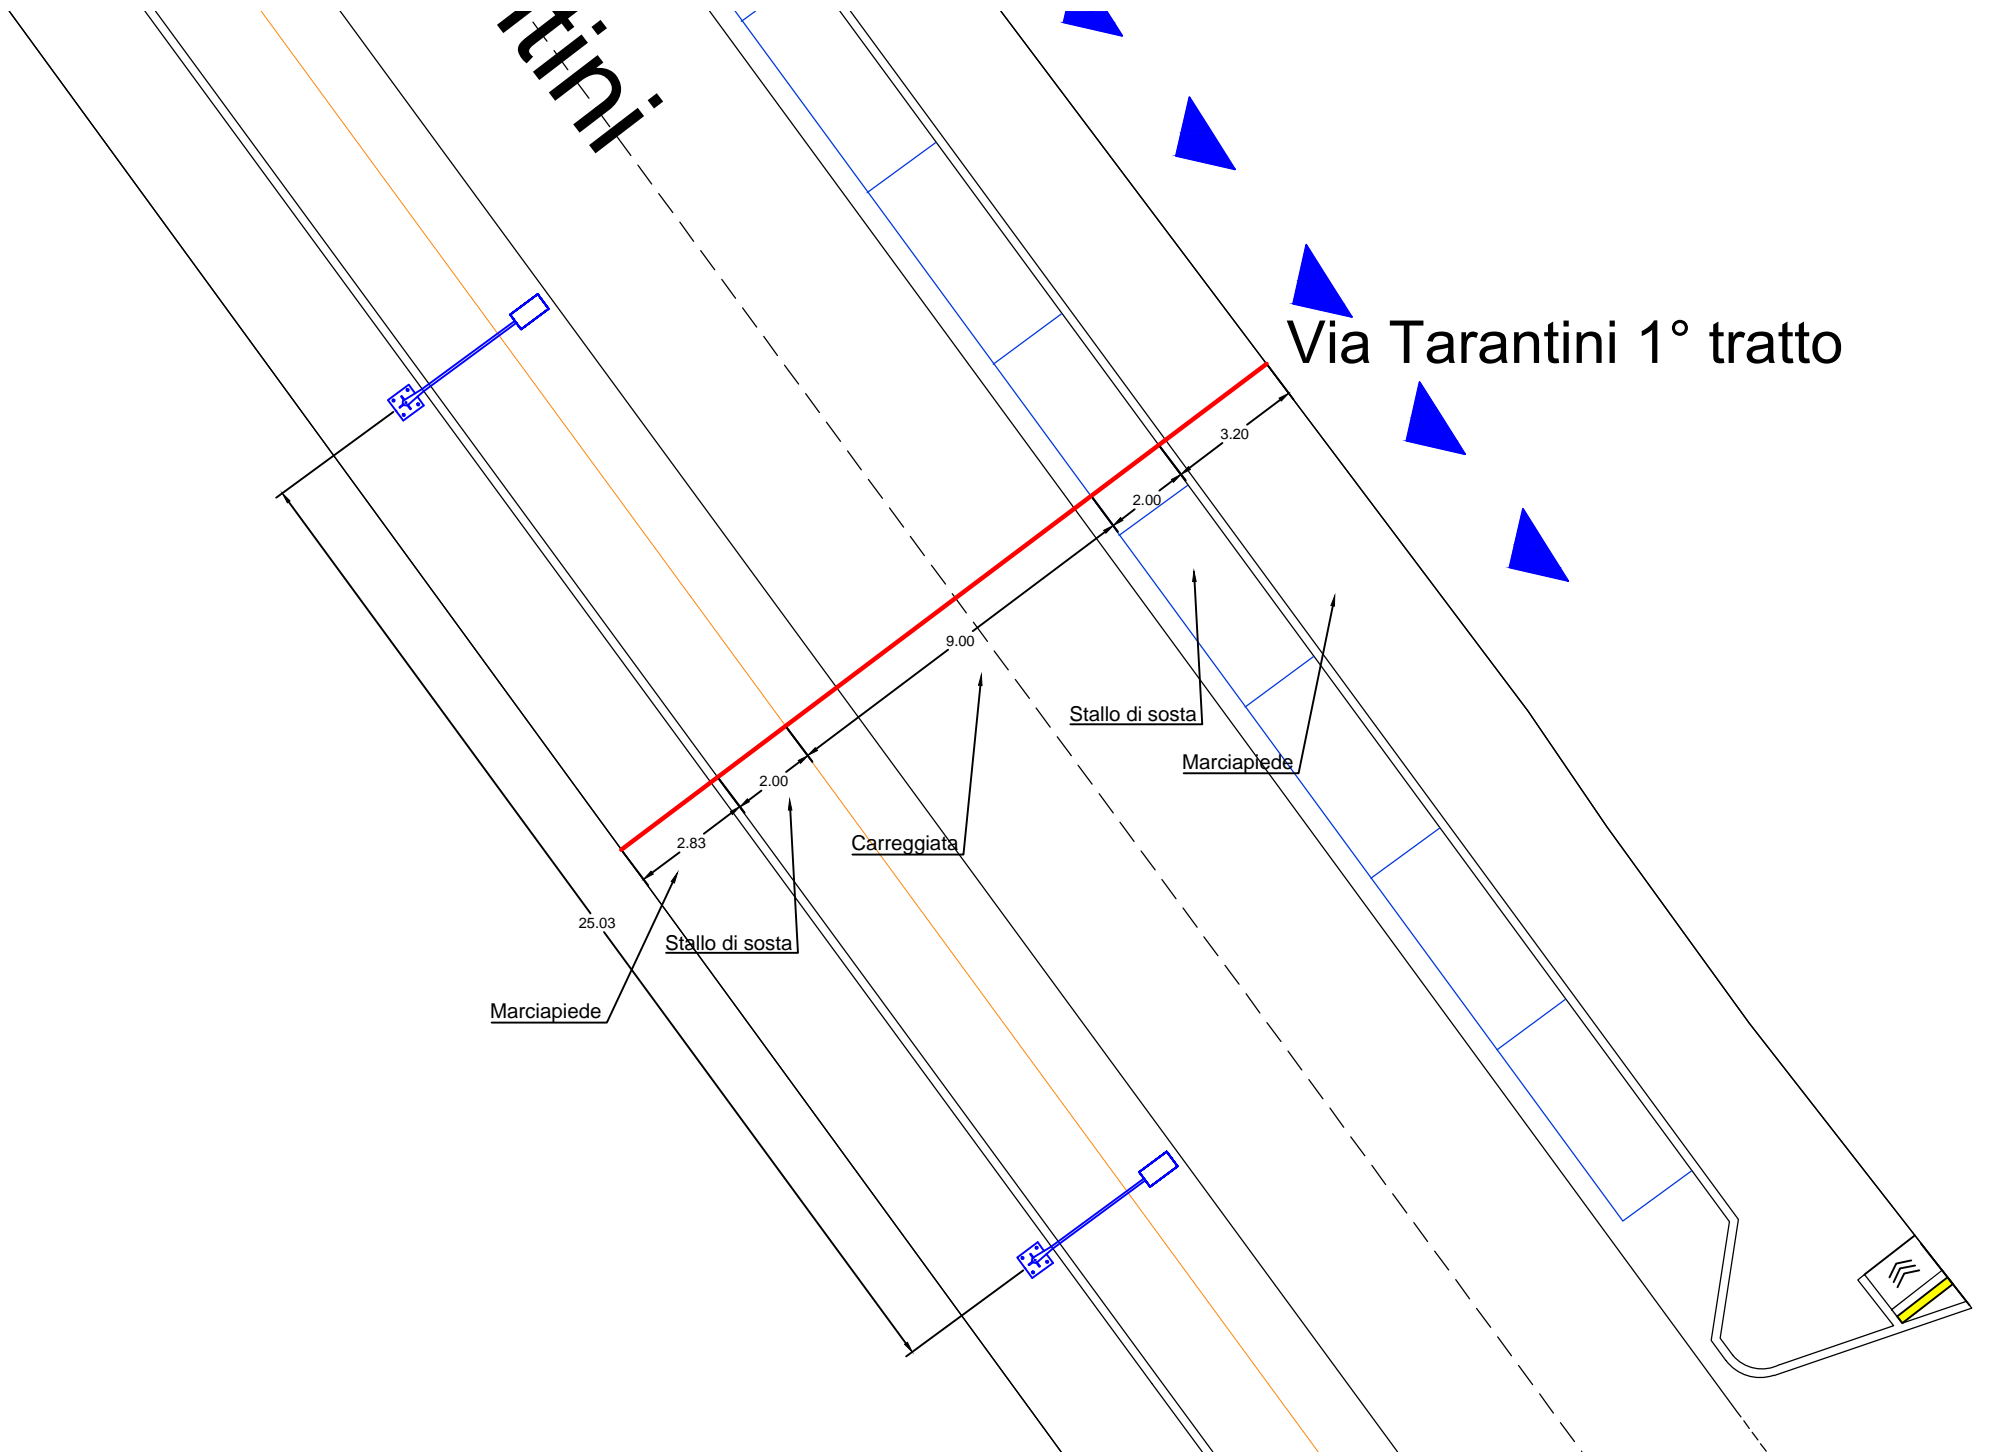 tini
Via Tarantini 1° tratto
3.20
2.00
9.00
Stallo di sosta
Marciapiede
2.00
Carreggiata
2.83
25.03
Stallo di sosta
Marciapiede